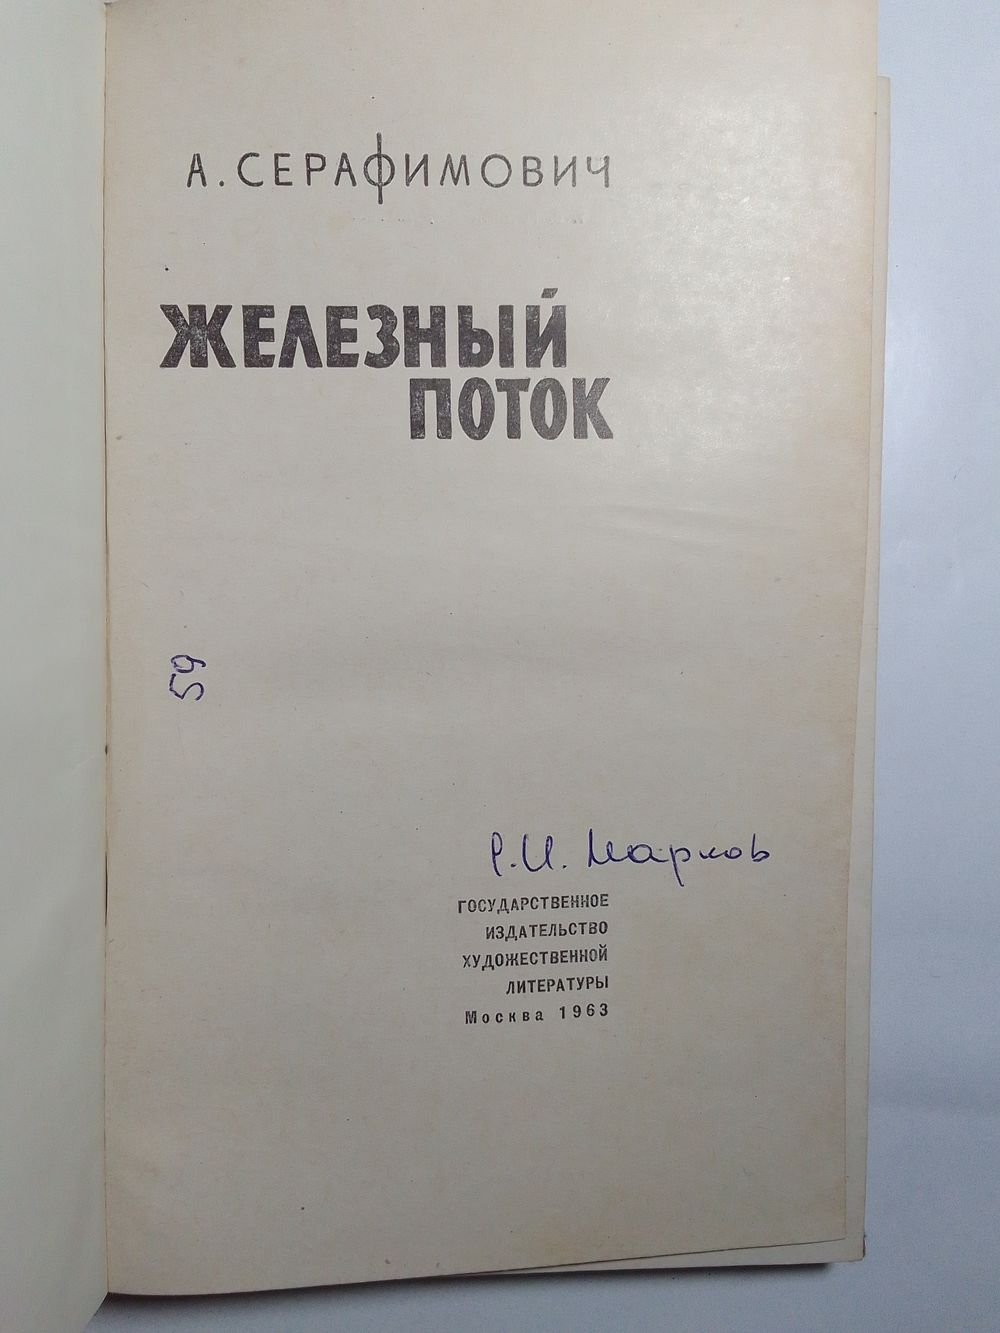 А. СЕРАФИМОВИЧ
ЖЕЛЕЗНЫЙ
ПОТОК
59
С. И. Марков
ГОСУДАРСТВЕННОЕ
ИЗДАТЕЛЬСТВО
ХУДОЖЕСТВЕННОЙ
ЛИТЕРАТУРЫ
Москва 1963